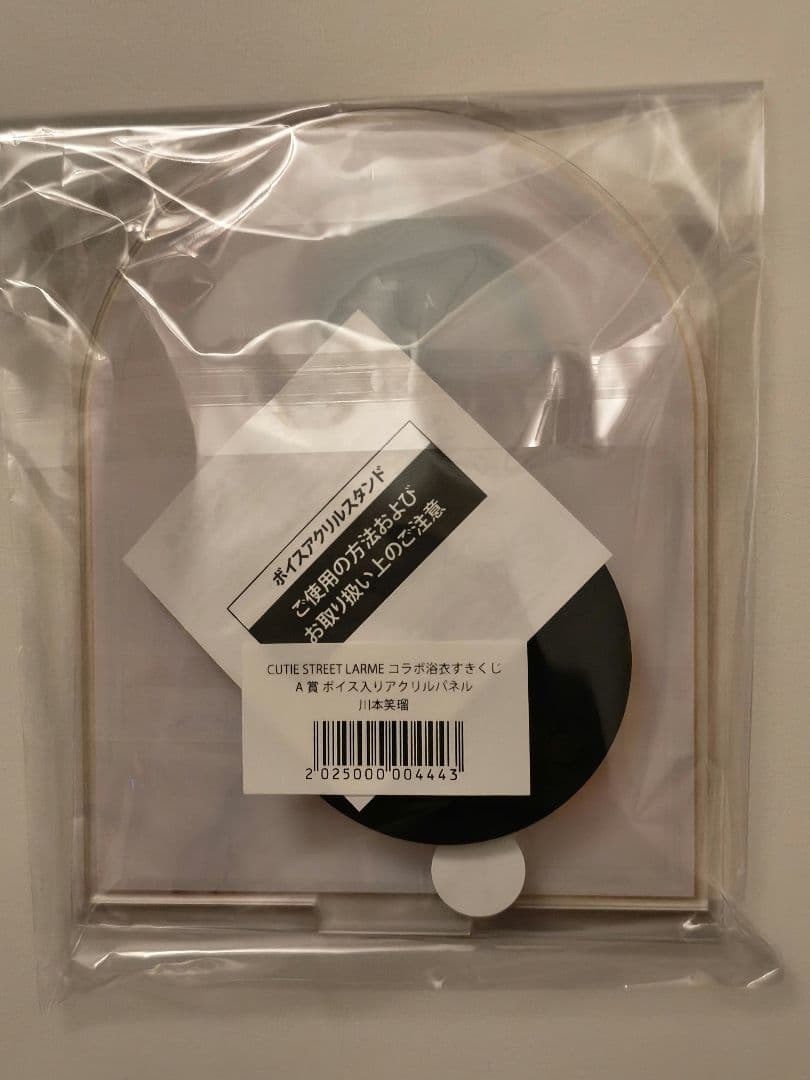 ボイスアクリルスタンド
ご使用の方法および
お取り扱い上のご注意
CUTIE STREET LARME コラボ浴衣すきくじ
A 賞 ボイス入りアクリルパネル
川本笑瑠
2 025000 004443